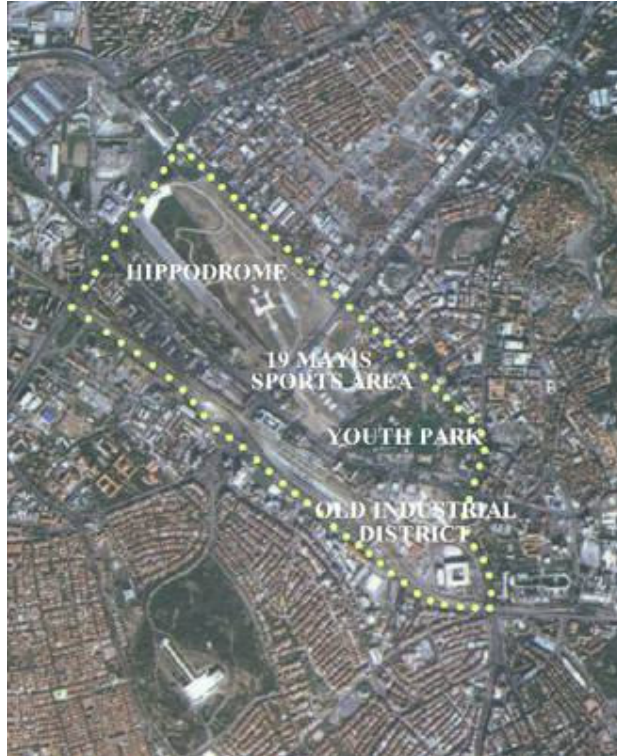 HIPPODROME
19 MAYIS
SPORTS AREA
YOUTH PARK
OLD INDUSTRIAL
DISTRICT